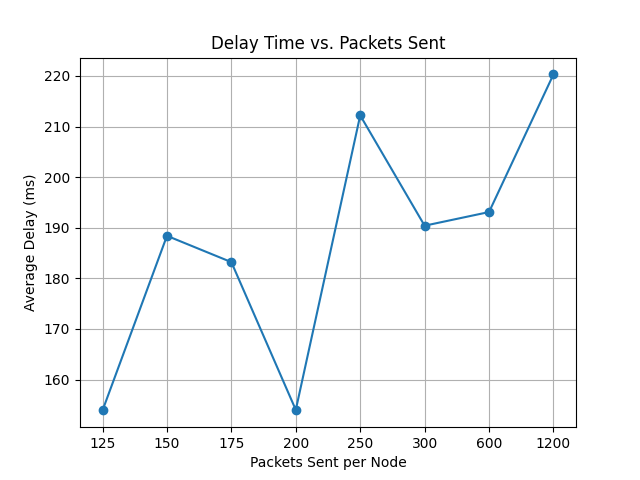 Delay Time vs. Packets Sent
220
210
200
190
180
170
160
Average Delay (ms)
125 150 175 200 250 300 600 1200
Packets Sent per Node